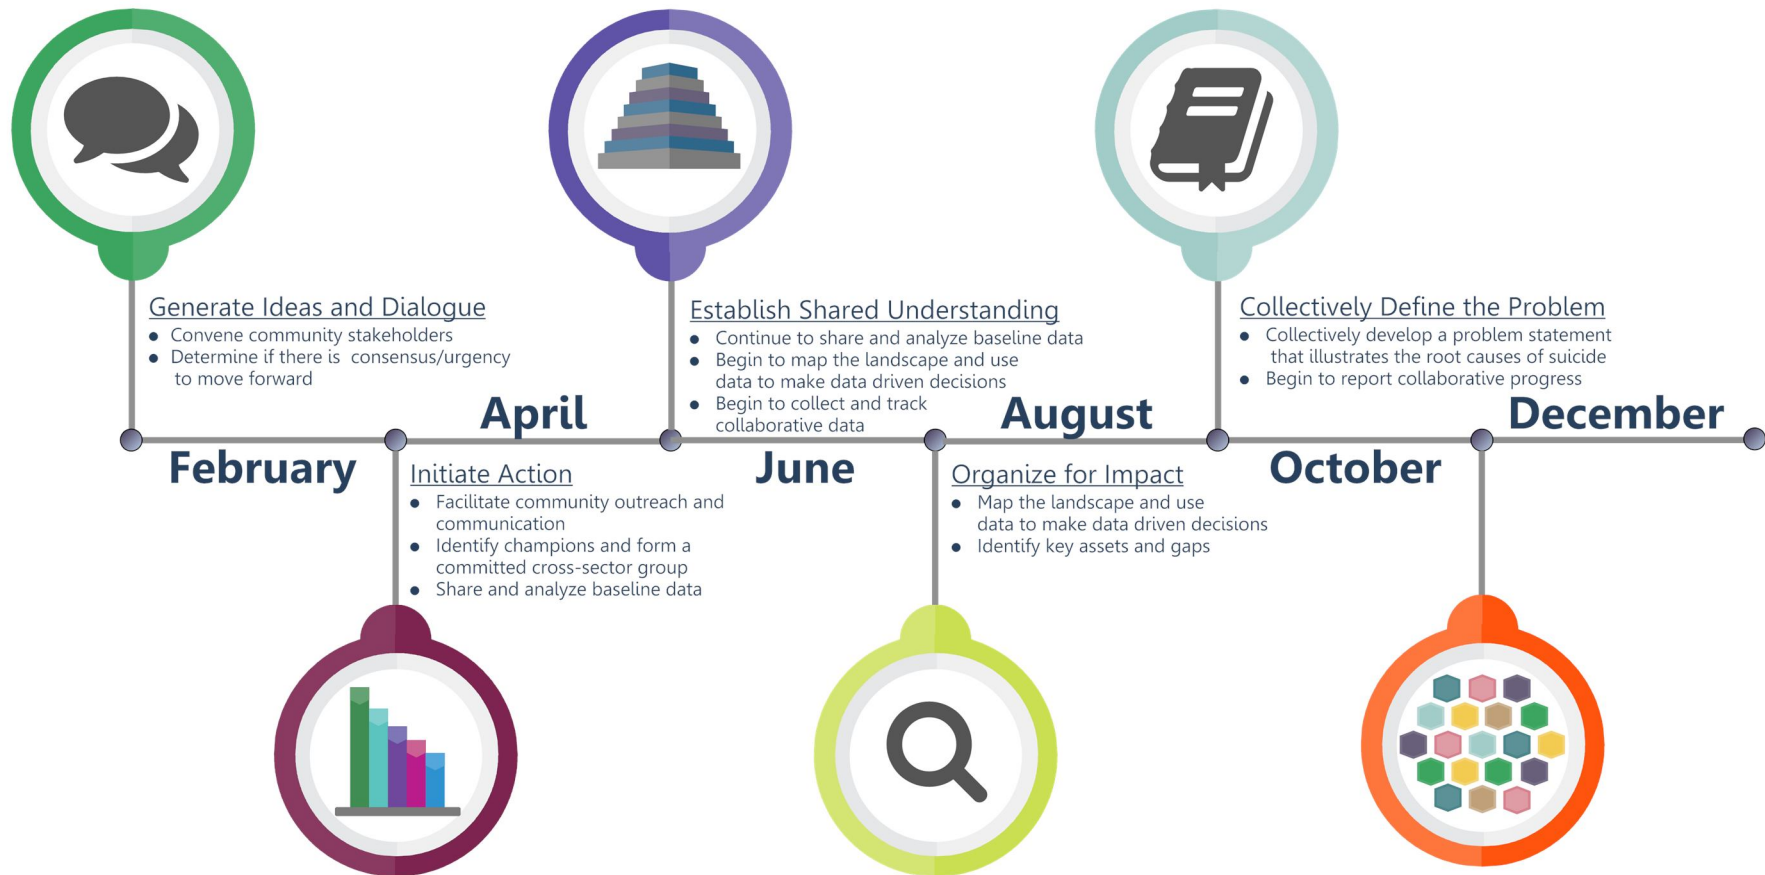 Generate Ideas and Dialogue
● Convene community stakeholders
● Determine if there is consensus/urgency
to move forward
February
Initiate Action
● Facilitate community outreach and
communication
● Identify champions and form a
committed cross-sector group
● Share and analyze baseline data
April
Establish Shared Understanding
● Continue to share and analyze baseline data
● Begin to map the landscape and use
data to make data driven decisions
● Begin to collect and track
collaborative data
June
Organize for Impact
● Map the landscape and use
data to make data driven decisions
● Identify key assets and gaps
August
Collectively Define the Problem
● Collectively develop a problem statement
that illustrates the root causes of suicide
● Begin to report collaborative progress
October
December